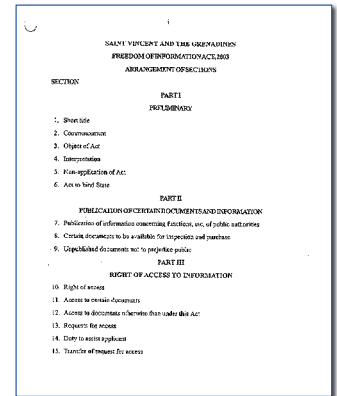 i
SAINT VINCENT AND THE GRENADINES
FREEDOM OF INFORMATION ACT, 2003
ARRANGEMENT OF SECTIONS
SECTION
PART I
PRELIMINARY
1. Short title
2. Commencement
3. Object of Act
4. Interpretation
5. Non-application of Act
6. Act to bind State
PART II
PUBLICATION OF CERTAIN DOCUMENTS AND INFORMATION
7. Publication of information concerning functions, etc. of public authorities
8. Certain documents to be available for inspection and purchase
9. Unpublished documents not to prejudice public
PART III
RIGHT OF ACCESS TO INFORMATION
10. Right of access
11. Access to certain documents
12. Access to documents otherwise than under this Act
13. Requests for access
14. Duty to assist applicant
15. Transfer of request for access